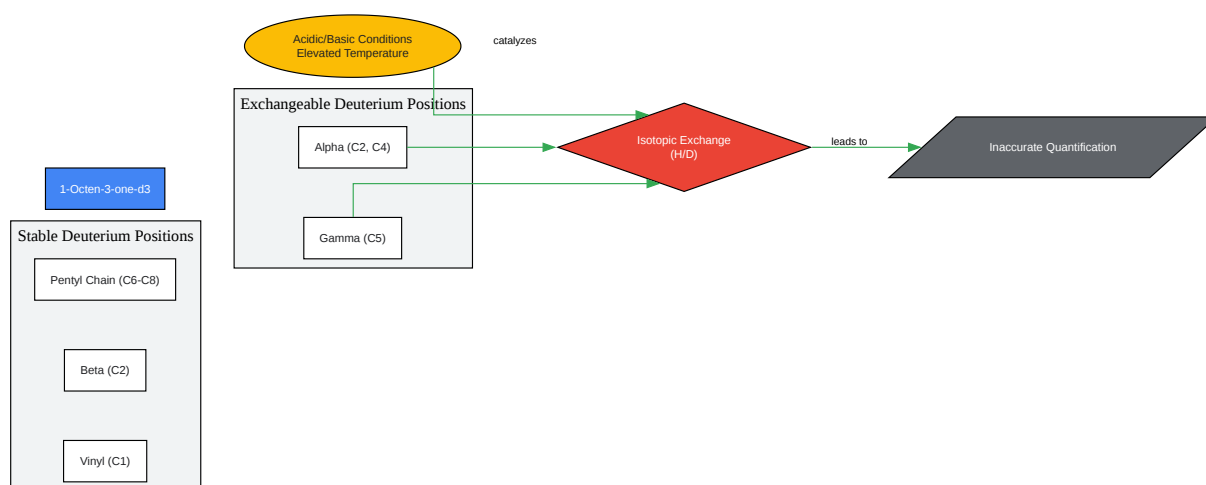 Acidic/Basic Conditions
Elevated Temperature
catalyzes
Exchangeable Deuterium Positions
Alpha (C2, C4)
Isotopic Exchange
(H/D)
leads to
Inaccurate Quantification
1-Octen-3-one-d3
Gamma (C5)
Stable Deuterium Positions
Pentyl Chain (C6-C8)
Beta (C2)
Vinyl (C1)